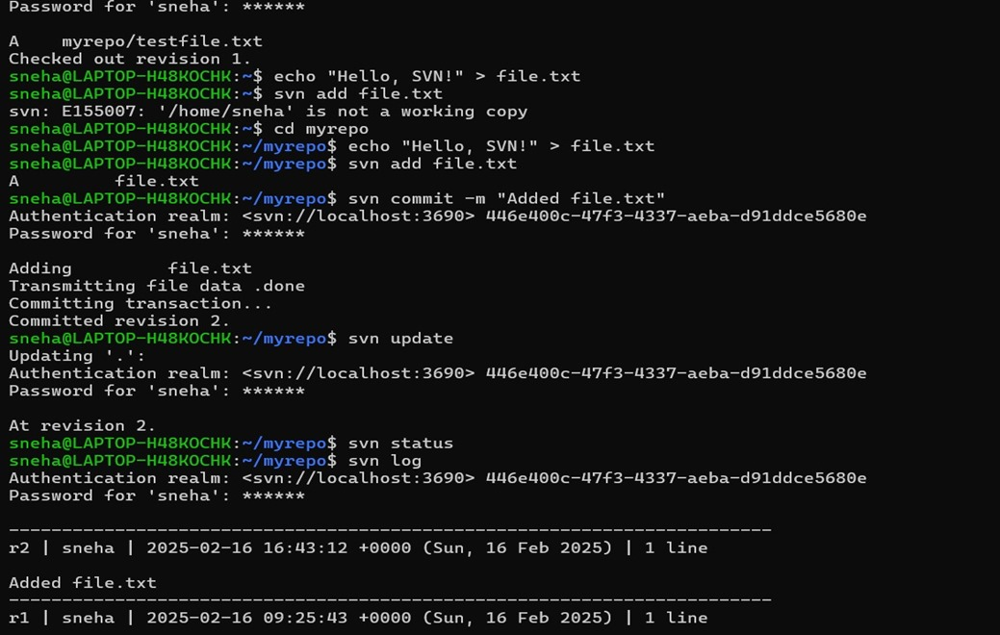 Password for 'sneha': ******
A    myrepo/testfile.txt
Checked out revision 1.
sneha@LAPTOP-H48KOCHK:~$ echo "Hello, SVN!" > file.txt
sneha@LAPTOP-H48KOCHK:~$ svn add file.txt
svn: E155007: '/home/sneha' is not a working copy
sneha@LAPTOP-H48KOCHK:~$ cd myrepo
sneha@LAPTOP-H48KOCHK:~/myrepo$ echo "Hello, SVN!" > file.txt
sneha@LAPTOP-H48KOCHK:~/myrepo$ svn add file.txt
A         file.txt
sneha@LAPTOP-H48KOCHK:~/myrepo$ svn commit -m "Added file.txt"
Authentication realm: <svn://localhost:3690> 446e400c-47f3-4337-aeba-d91ddce5680e
Password for 'sneha': ******
Adding         file.txt
Transmitting file data .done
Committing transaction...
Committed revision 2.
sneha@LAPTOP-H48KOCHK:~/myrepo$ svn update
Updating '.':
Authentication realm: <svn://localhost:3690> 446e400c-47f3-4337-aeba-d91ddce5680e
Password for 'sneha': ******
At revision 2.
sneha@LAPTOP-H48KOCHK:~/myrepo$ svn status
sneha@LAPTOP-H48KOCHK:~/myrepo$ svn log
Authentication realm: <svn://localhost:3690> 446e400c-47f3-4337-aeba-d91ddce5680e
Password for 'sneha': ******
------------------------------------------------------------------------
r2 | sneha | 2025-02-16 16:43:12 +0000 (Sun, 16 Feb 2025) | 1 line
Added file.txt
------------------------------------------------------------------------
r1 | sneha | 2025-02-16 09:25:43 +0000 (Sun, 16 Feb 2025) | 1 line